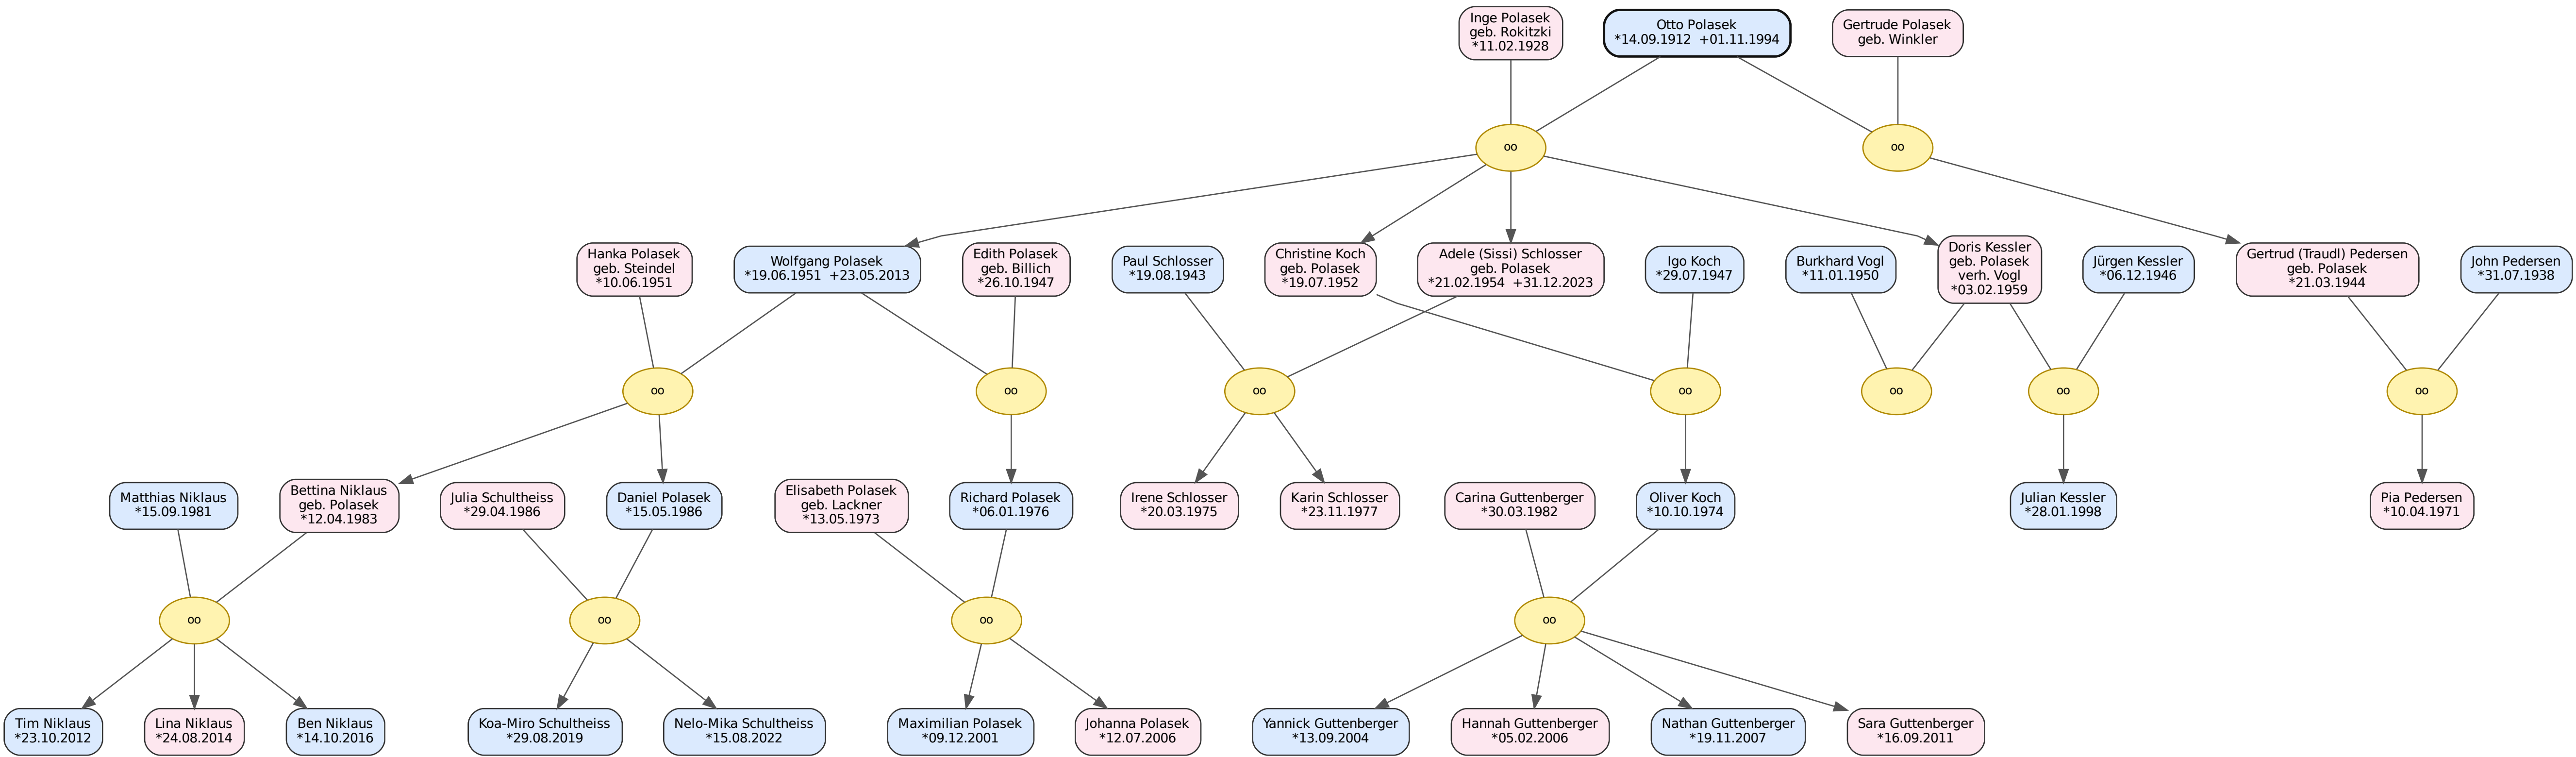 Inge Polasek
geb. Rokitzki
*11.02.1928
Otto Polasek
*14.09.1912  +01.11.1994
Gertrude Polasek
geb. Winkler
oo
oo
Hanka Polasek
geb. Steindel
*10.06.1951
Wolfgang Polasek
*19.06.1951  +23.05.2013
Edith Polasek
geb. Billich
*26.10.1947
Paul Schlosser
*19.08.1943
Christine Koch
geb. Polasek
*19.07.1952
Adele (Sissi) Schlosser
geb. Polasek
*21.02.1954  +31.12.2023
Igo Koch
*29.07.1947
Burkhard Vogl
*11.01.1950
Doris Kessler
geb. Polasek
verh. Vogl
*03.02.1959
Jürgen Kessler
*06.12.1946
Gertrud (Traudl) Pedersen
geb. Polasek
*21.03.1944
John Pedersen
*31.07.1938
oo
oo
oo
oo
oo
oo
oo
Matthias Niklaus
*15.09.1981
Bettina Niklaus
geb. Polasek
*12.04.1983
Julia Schultheiss
*29.04.1986
Daniel Polasek
*15.05.1986
Elisabeth Polasek
geb. Lackner
*13.05.1973
Richard Polasek
*06.01.1976
Irene Schlosser
*20.03.1975
Karin Schlosser
*23.11.1977
Carina Guttenberger
*30.03.1982
Oliver Koch
*10.10.1974
Julian Kessler
*28.01.1998
Pia Pedersen
*10.04.1971
oo
oo
oo
oo
Tim Niklaus
*23.10.2012
Lina Niklaus
*24.08.2014
Ben Niklaus
*14.10.2016
Koa-Miro Schultheiss
*29.08.2019
Nelo-Mika Schultheiss
*15.08.2022
Maximilian Polasek
*09.12.2001
Johanna Polasek
*12.07.2006
Yannick Guttenberger
*13.09.2004
Hannah Guttenberger
*05.02.2006
Nathan Guttenberger
*19.11.2007
Sara Guttenberger
*16.09.2011